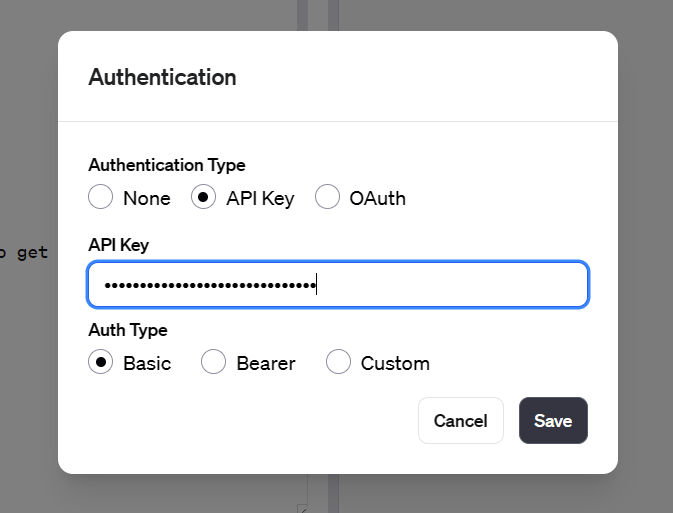 Authentication
Authentication Type
None API Key OAuth
o get
API Key
••••••••••••••••••••••••••••••
Auth Type
Basic Bearer Custom
Cancel Save